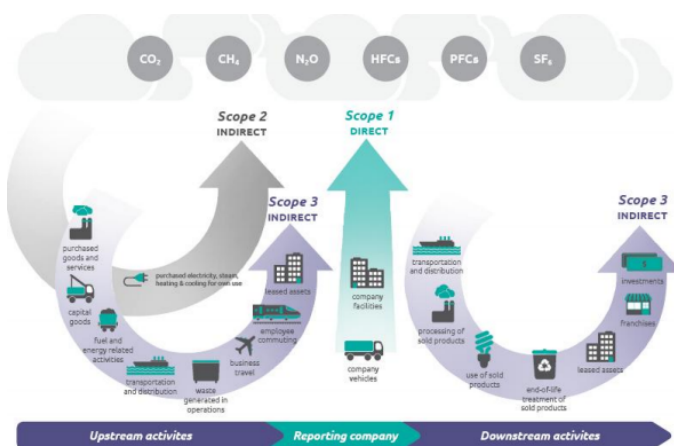 CO₂
CH₄
N₂O
HFCs
PFCs
SF₆
Scope 2
INDIRECT
Scope 1
DIRECT
Scope 3
INDIRECT
Scope 3
INDIRECT
purchased
goods and
services
capital
goods
fuel and
energy related
activities
transportation
and distribution
waste
generated in
operations
business
travel
employee
commuting
leased assets
purchased electricity, steam,
heating & cooling for own use
company
facilities
company
vehicles
transportation
and distribution
processing of
sold products
use of sold
products
end-of-life
treatment of
sold products
leased assets
franchises
investments
$
Upstream activites
Reporting company
Downstream activites